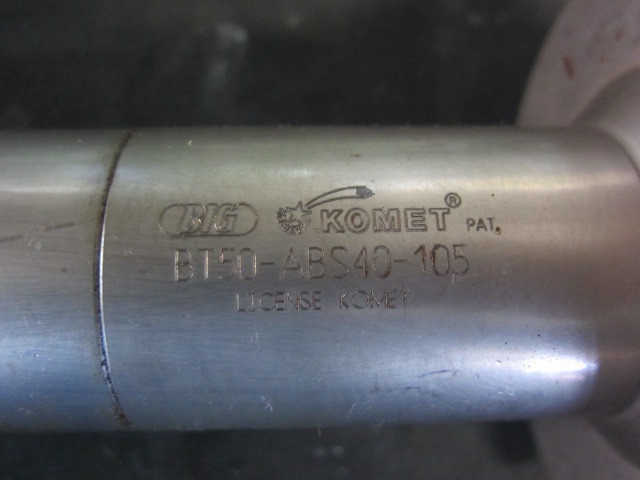 BIG KOMET® PAT.
BT50-ABS40-105
LICENSE KOMET